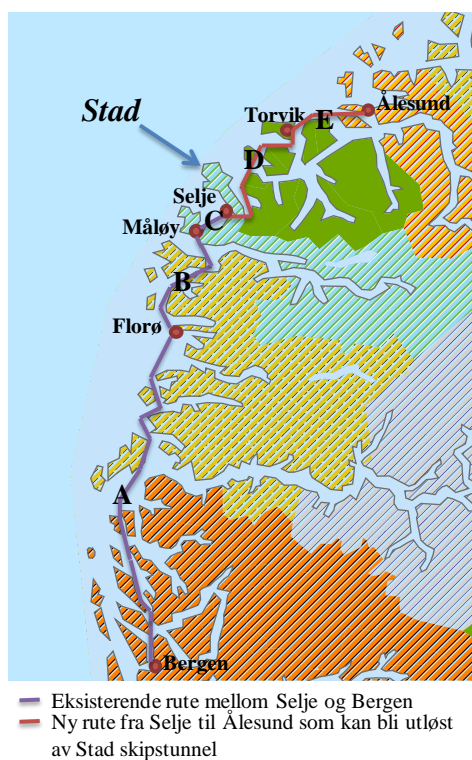 Ålesund
Torvik
E
Stad
D
Selje
C
Måløy
B
Florø
A
Bergen
Eksisterende rute mellom Selje og Bergen
Ny rute fra Selje til Ålesund som kan bli utløst
av Stad skipstunnel